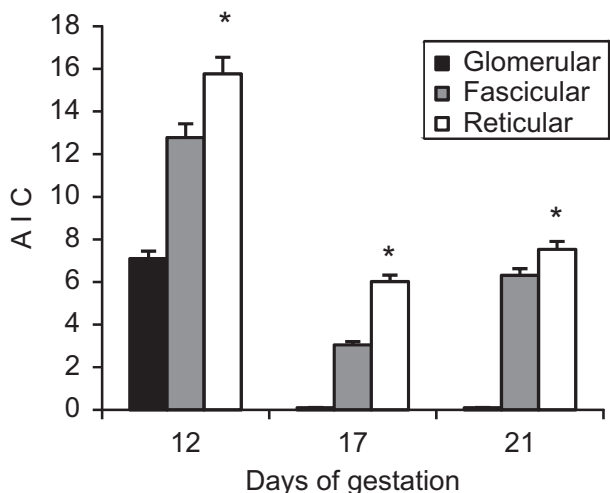 18
16
14
12
10
8
6
4
2
0
A I C
*
*
*
Glomerular
Fascicular
Reticular
12 17 21
Days of gestation